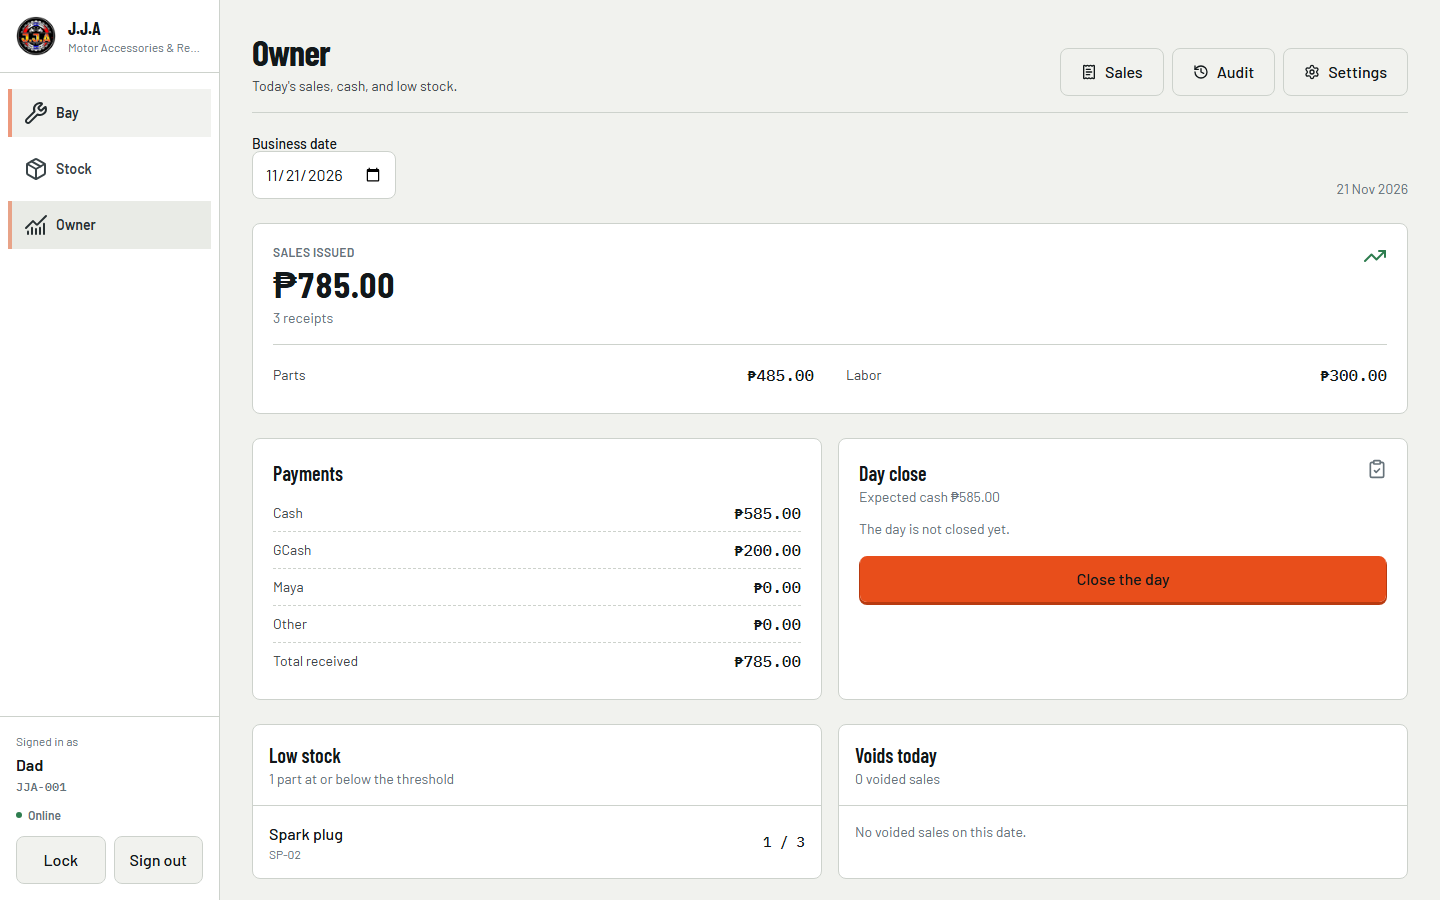 J.J.A
J.J.A
Motor Accessories & Re...
Bay
Stock
Owner
Signed in as
Dad
JJA-001
Online
Lock
Sign out
Owner
Today's sales, cash, and low stock.
Sales
Audit
Settings
Business date
11/21/2026
21 Nov 2026
SALES ISSUED
₱785.00
3 receipts
Parts ₱485.00
Labor ₱300.00
Payments
Cash ₱585.00
GCash ₱200.00
Maya ₱0.00
Other ₱0.00
Total received ₱785.00
Day close
Expected cash ₱585.00
The day is not closed yet.
Close the day
Low stock
1 part at or below the threshold
Spark plug
SP-02
1 / 3
Voids today
0 voided sales
No voided sales on this date.